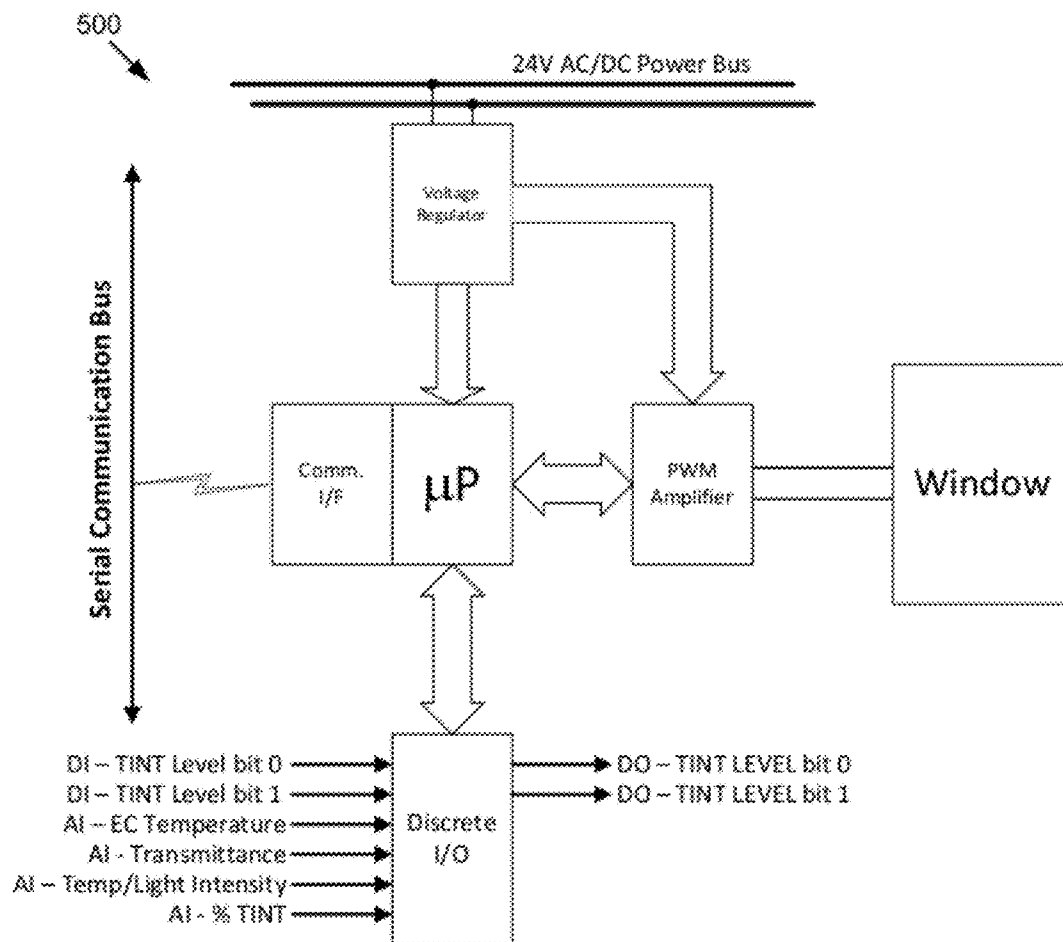 500
24V AC/DC Power Bus
Voltage
Regulator
Serial Communication Bus
Comm.
I/F
μP
PWM
Amplifier
Window
DI – TINT Level bit 0
DI – TINT Level bit 1
AI – EC Temperature
AI - Transmittance
AI – Temp/Light Intensity
AI - % TINT
Discrete
I/O
DO – TINT LEVEL bit 0
DO – TINT LEVEL bit 1